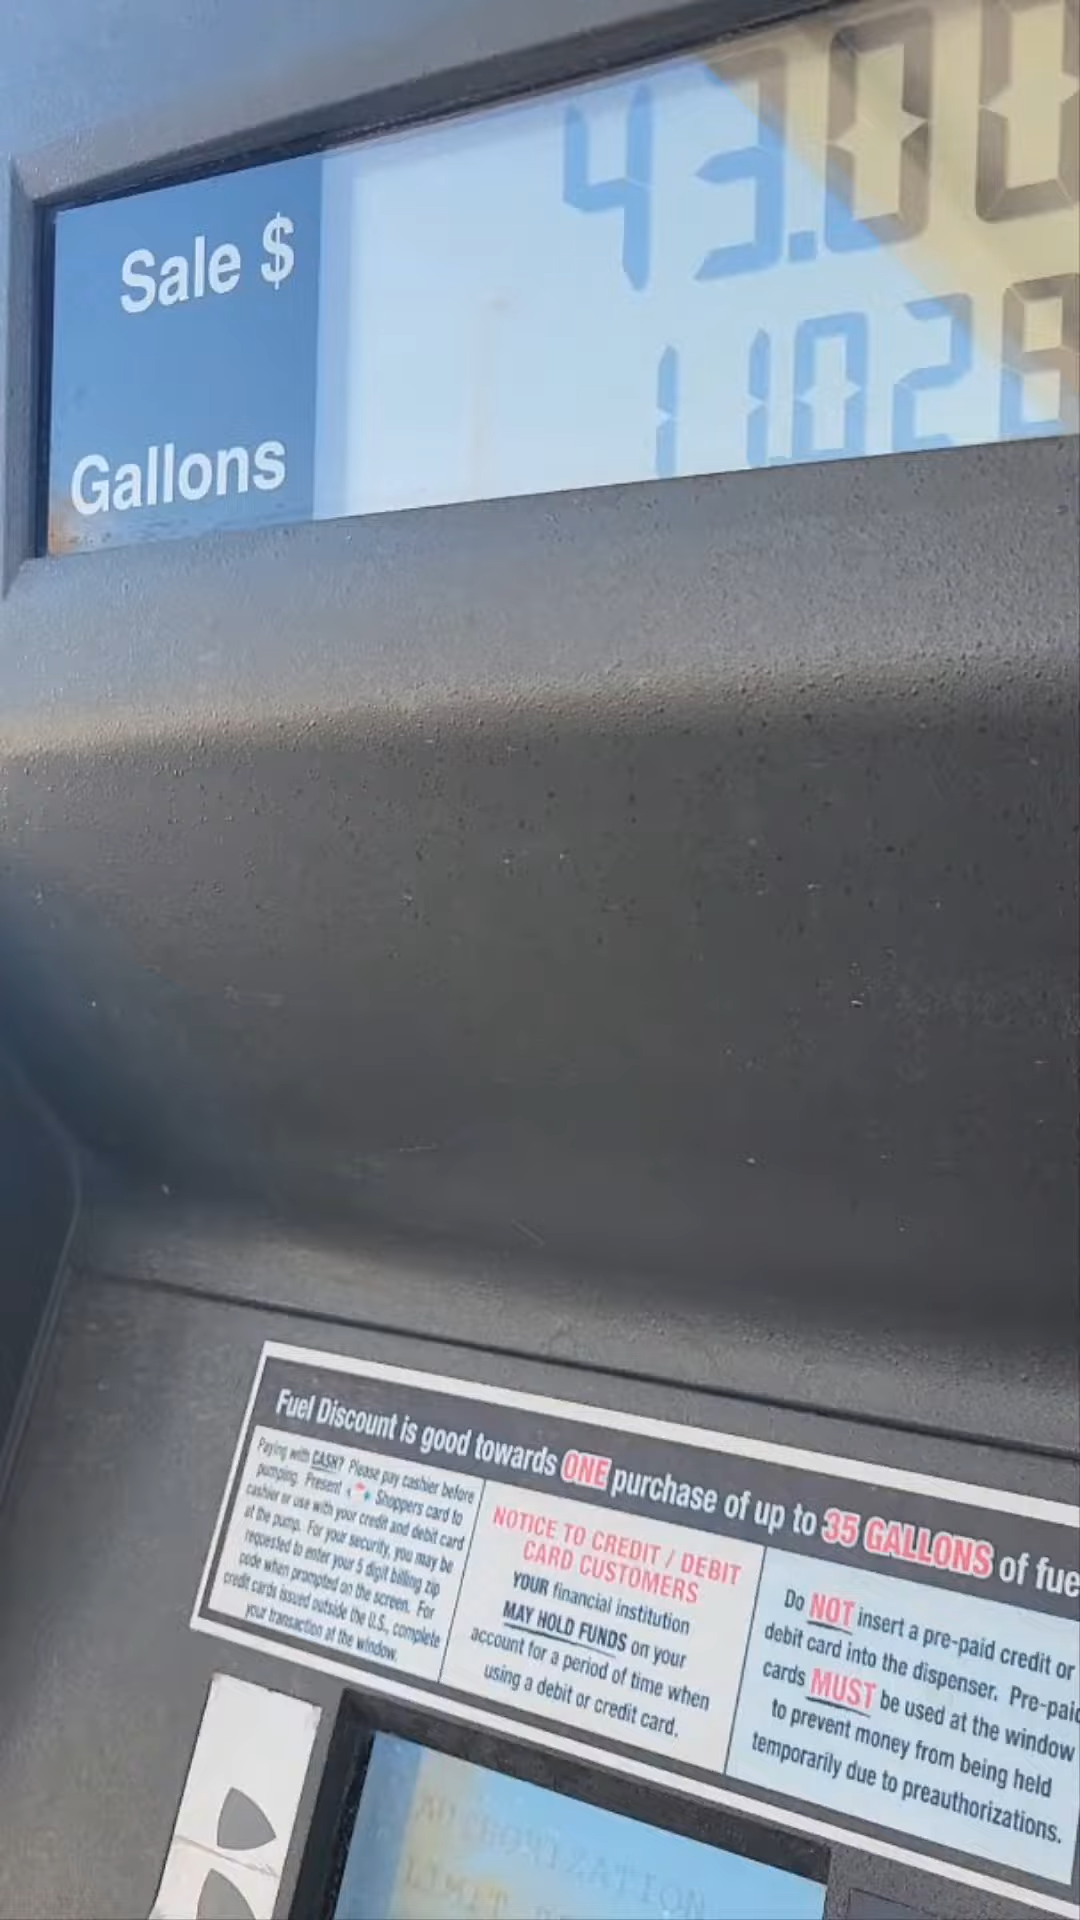 Sale $ 43.00
Gallons 11.028
Fuel Discount is good towards ONE purchase of up to 35 GALLONS of fue
Paying with CASH? Please pay cashier before
pumping. Present Shoppers card to
cashier or use with your credit and debit card
at the pump. For your security, you may be
requested to enter your 5 digit billing zip
code when prompted on the screen. For
credit cards issued outside the U.S., complete
your transaction at the window.
NOTICE TO CREDIT / DEBIT
CARD CUSTOMERS
YOUR financial institution
MAY HOLD FUNDS on your
account for a period of time when
using a debit or credit card.
Do NOT insert a pre-paid credit or
debit card into the dispenser. Pre-paid
cards MUST be used at the window
to prevent money from being held
temporarily due to preauthorizations.
AUTHORIZATION
LIMIT